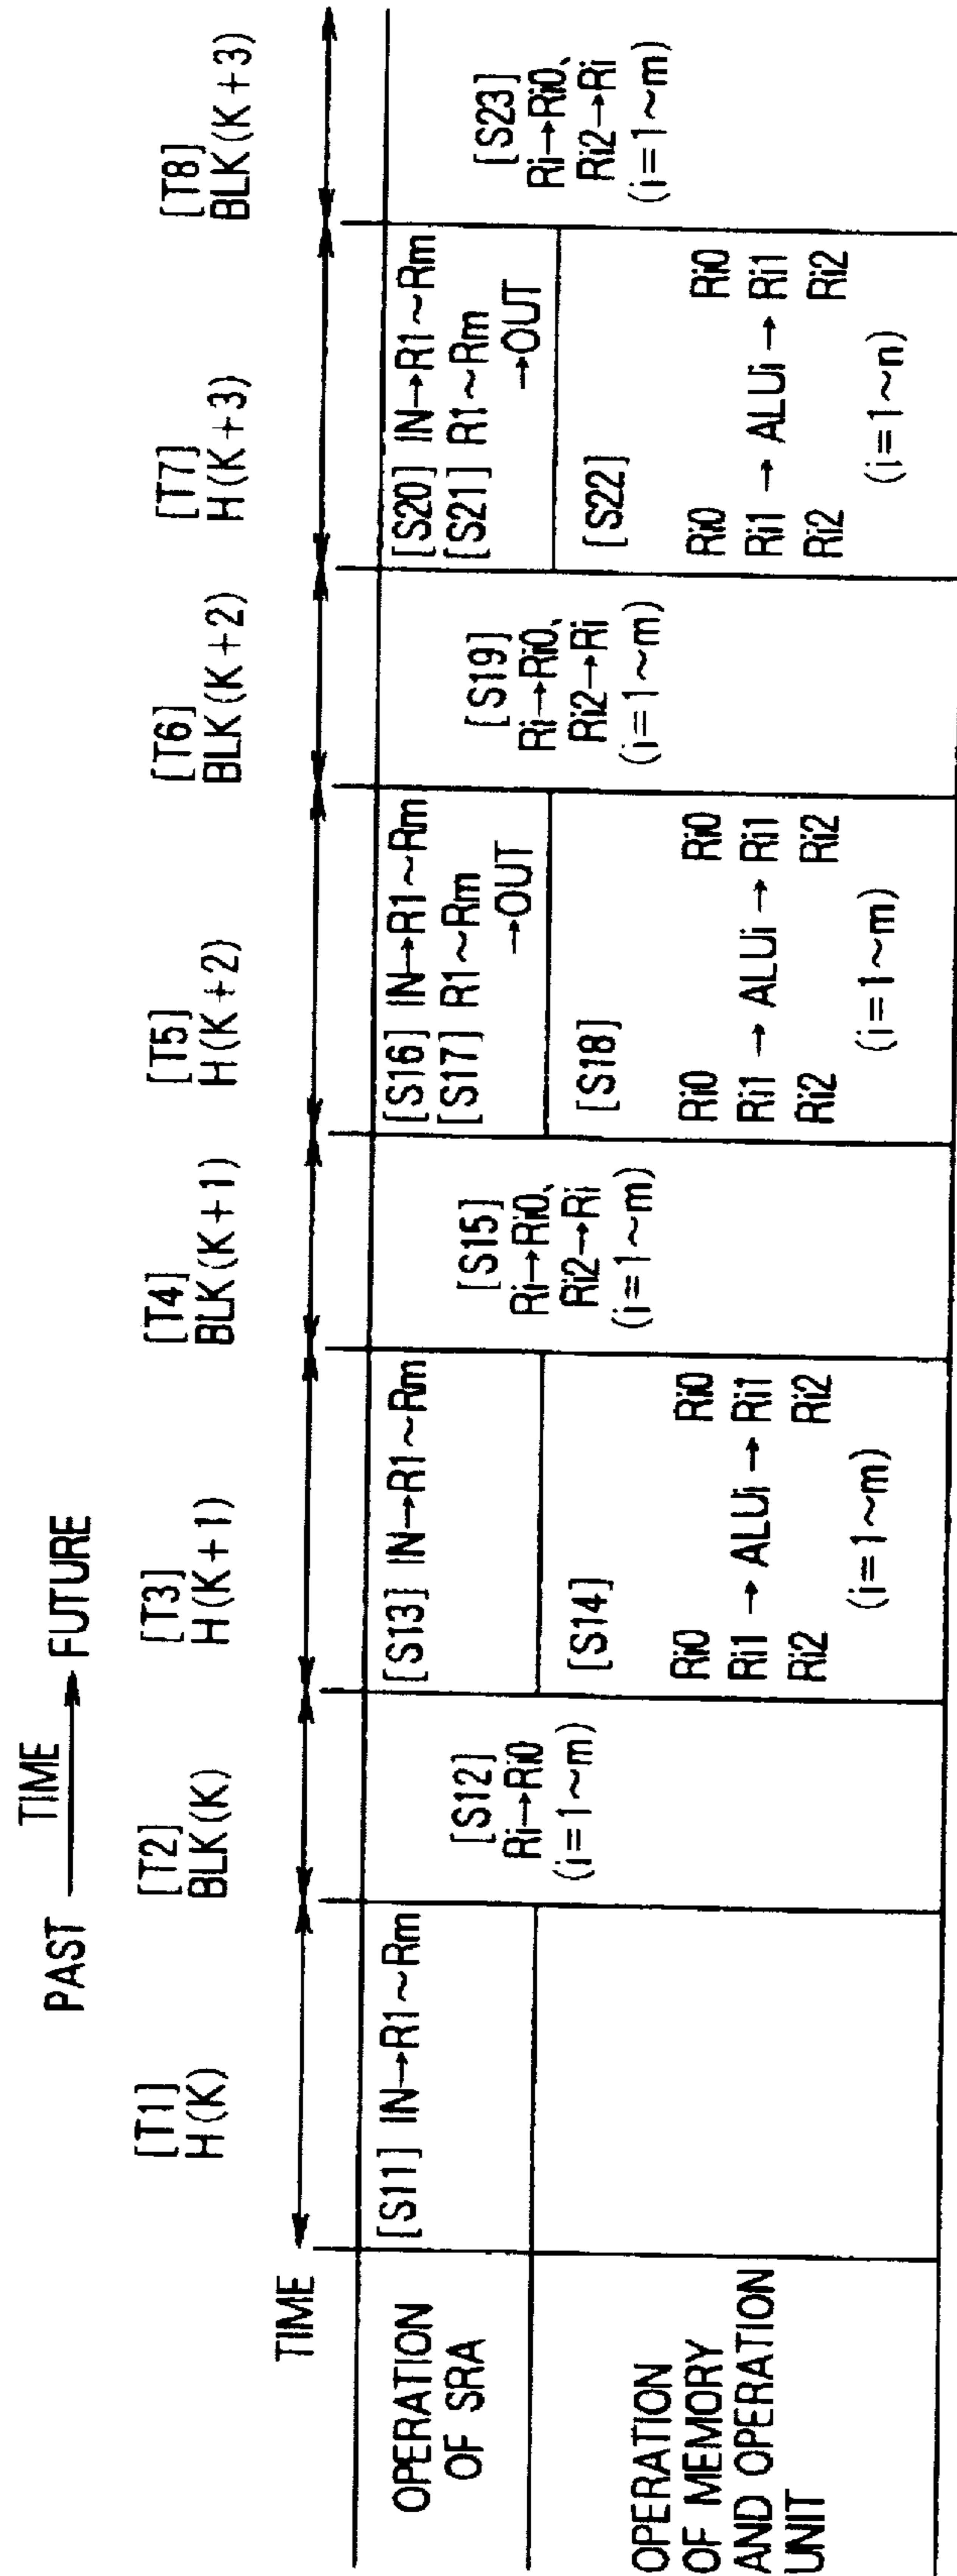 PAST TIME FUTURE
[T1]
H(K)
[T2]
BLK(K)
[T3]
H(K+1)
[T4]
BLK(K+1)
[T5]
H(K+2)
[T6]
BLK(K+2)
[T7]
H(K+3)
[T8]
BLK(K+3)
TIME
OPERATION
OF SRA
[S11] IN→R1~Rm
[S12]
Ri→Ri0
(i=1~m)
[S13] IN→R1~Rm
[S15]
Ri→Ri0、
Ri2→Ri
(i=1~m)
[S16] IN→R1~Rm
[S17] R1~Rm
→OUT
[S19]
Ri→Ri0、
Ri2→Ri
(i=1~m)
[S20] IN→R1~Rm
[S21] R1~Rm
→OUT
[S23]
Ri→Ri0、
Ri2→Ri
(i=1~m)
OPERATION
OF MEMORY
AND OPERATION
UNIT
[S14]
Ri0 Ri0
Ri1 → ALUi → Ri1
Ri2 Ri2
(i=1~m)
[S18]
Ri0 Ri0
Ri1 → ALUi → Ri1
Ri2 Ri2
(i=1~m)
[S22]
Ri0 Ri0
Ri1 → ALUi → Ri1
Ri2 Ri2
(i=1~n)